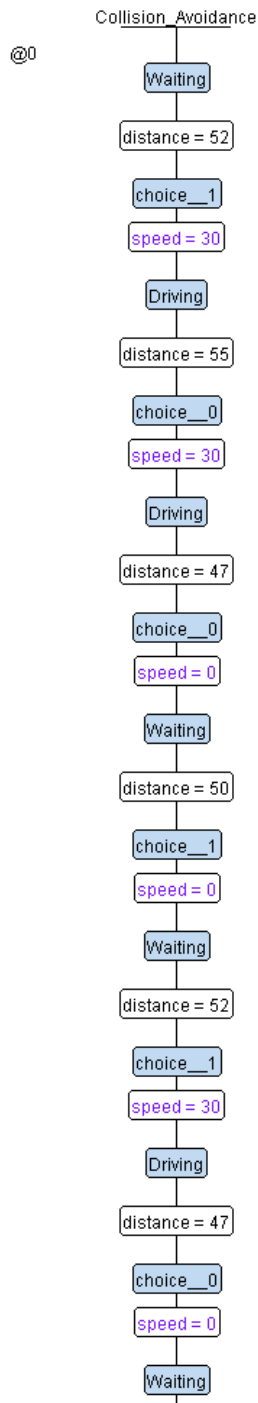 Collision_Avoidance
@0
Waiting
distance = 52
choice__1
speed = 30
Driving
distance = 55
choice__0
speed = 30
Driving
distance = 47
choice__0
speed = 0
Waiting
distance = 50
choice__1
speed = 0
Waiting
distance = 52
choice__1
speed = 30
Driving
distance = 47
choice__0
speed = 0
Waiting